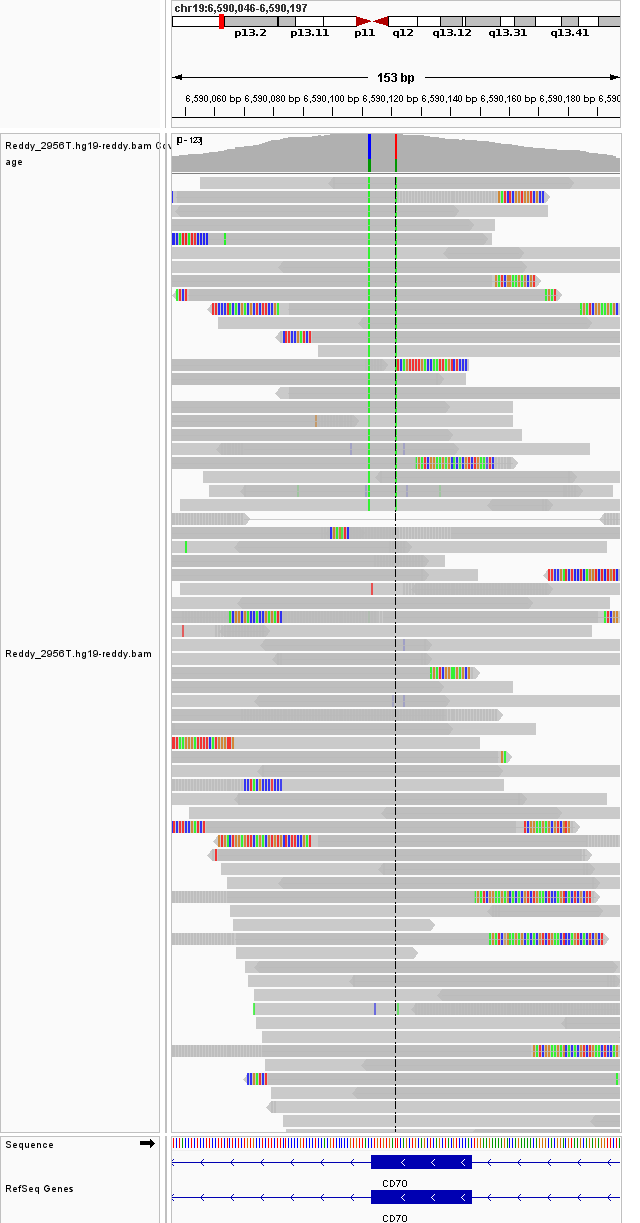 chr19:6,590,046-6,590,197
p13.2 p13.11 p11 q12 q13.12 q13.31 q13.41
153 bp
6,590,060 bp 6,590,080 bp 6,590,100 bp 6,590,120 bp 6,590,140 bp 6,590,160 bp 6,590,180 bp 6,590
[0 - 123]
Reddy_2956T.hg19-reddy.bam Cov
age
Reddy_2956T.hg19-reddy.bam
Sequence
CD70
RefSeq Genes
CD70